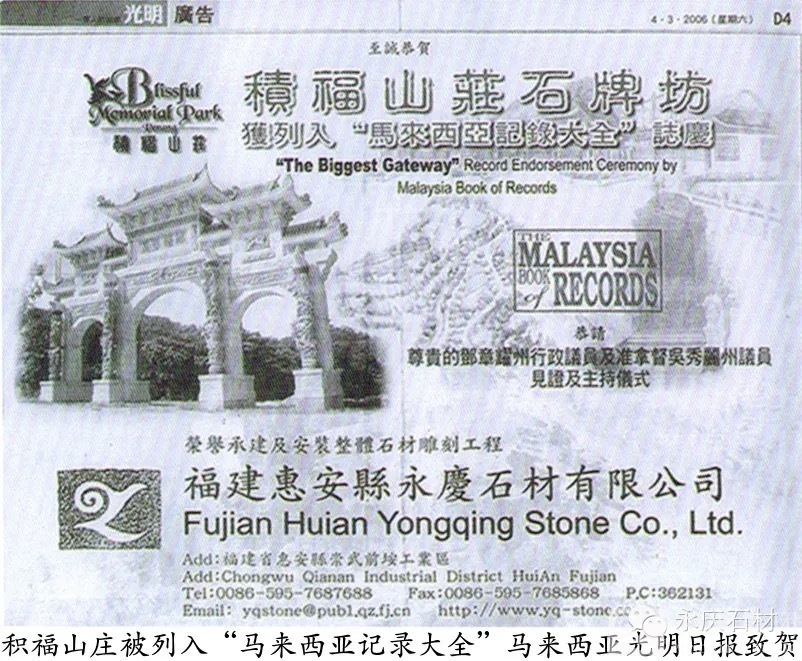 光明 廣告
4·3·2006 (星期六) D4
至誠恭賀
Blissful
Memorial Park
Penang
積福山莊
積福山莊石牌坊
獲列入“馬來西亞記錄大全”誌慶
“The Biggest Gateway” Record Endorsement Ceremony by
Malaysia Book of Records
THE
MALAYSIA
BOOK
of RECORDS
恭請
尊貴的鄧章耀州行政議員及准拿督吳秀麗州議員
見證及主持儀式
榮譽承建及安裝整體石材雕刻工程
福建惠安縣永慶石材有限公司
Fujian Huian Yongqing Stone Co., Ltd.
Add:福建省惠安縣崇武前垵工業區
Add:Chongwu Qianan Industrial District HuiAn Fujian
Tel:0086-595-7687688 Fax:0086-595-7685868 P,C:362131
Email: yqstone@publ.qz.fj.cn http://www.yq-stone.c
永庆石材
积福山庄被列入“马来西亚记录大全”马来西亚光明日报致贺